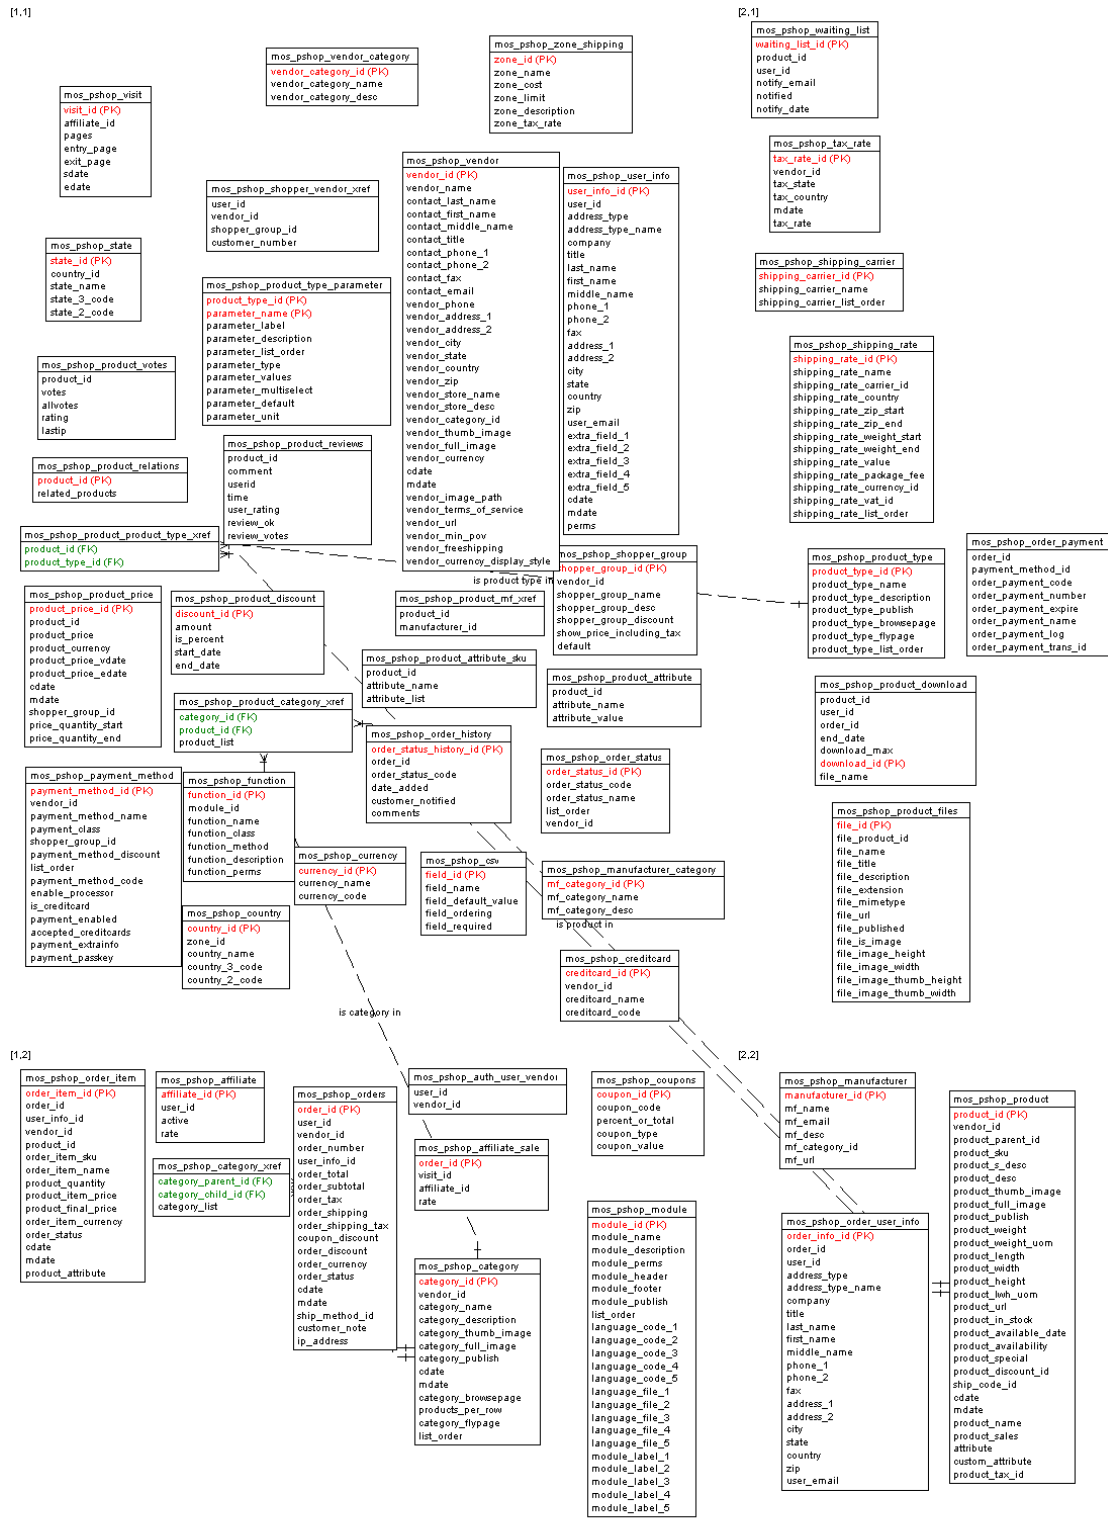 [1,1]
[2,1]
mos_pshop_vendor_category
vendor_category_id (PK)
vendor_category_name
vendor_category_desc
mos_pshop_zone_shipping
zone_id (PK)
zone_name
zone_cost
zone_limit
zone_description
zone_tax_rate
mos_pshop_waiting_list
waiting_list_id (PK)
product_id
user_id
notify_email
notified
notify_date
mos_pshop_visit
visit_id (PK)
affiliate_id
pages
entry_page
exit_page
sdate
edate
mos_pshop_tax_rate
tax_rate_id (PK)
vendor_id
tax_state
tax_country
mdate
tax_rate
mos_pshop_shopper_vendor_xref
user_id
vendor_id
shopper_group_id
customer_number
mos_pshop_vendor
vendor_id (PK)
vendor_name
contact_last_name
contact_first_name
contact_middle_name
contact_title
contact_phone_1
contact_phone_2
contact_fax
contact_email
vendor_phone
vendor_address_1
vendor_address_2
vendor_city
vendor_state
vendor_country
vendor_zip
vendor_store_name
vendor_store_desc
vendor_category_id
vendor_thumb_image
vendor_full_image
vendor_currency
cdate
mdate
vendor_image_path
vendor_terms_of_service
vendor_url
vendor_min_pov
vendor_freeshipping
vendor_currency_display_style
mos_pshop_user_info
user_info_id (PK)
user_id
address_type
address_type_name
company
title
last_name
first_name
middle_name
phone_1
phone_2
fax
address_1
address_2
city
state
country
zip
user_email
extra_field_1
extra_field_2
extra_field_3
extra_field_4
extra_field_5
cdate
mdate
perms
mos_pshop_state
state_id (PK)
country_id
state_name
state_3_code
state_2_code
mos_pshop_shipping_carrier
shipping_carrier_id (PK)
shipping_carrier_name
shipping_carrier_list_order
mos_pshop_product_type_parameter
product_type_id (PK)
parameter_name (PK)
parameter_label
parameter_description
parameter_list_order
parameter_type
parameter_values
parameter_multiselect
parameter_default
parameter_unit
mos_pshop_shipping_rate
shipping_rate_id (PK)
shipping_rate_name
shipping_rate_carrier_id
shipping_rate_country
shipping_rate_zip_start
shipping_rate_zip_end
shipping_rate_weight_start
shipping_rate_weight_end
shipping_rate_value
shipping_rate_package_fee
shipping_rate_currency_id
shipping_rate_vat_id
shipping_rate_list_order
mos_pshop_product_votes
product_id
votes
allvotes
rating
lastip
mos_pshop_product_reviews
product_id
comment
userid
time
user_rating
review_ok
review_votes
mos_pshop_product_relations
product_id (PK)
related_products
mos_pshop_product_product_type_xref
product_id (FK)
product_type_id (FK)
is product type in
mos_pshop_shopper_group
shopper_group_id (PK)
vendor_id
shopper_group_name
shopper_group_desc
shopper_group_discount
show_price_including_tax
default
mos_pshop_product_type
product_type_id (PK)
product_type_name
product_type_description
product_type_publish
product_type_browsepage
product_type_flypage
product_type_list_order
mos_pshop_order_payment
order_id
payment_method_id
order_payment_code
order_payment_number
order_payment_expire
order_payment_name
order_payment_log
order_payment_trans_id
mos_pshop_product_price
product_price_id (PK)
product_id
product_price
product_currency
product_price_vdate
product_price_edate
cdate
mdate
shopper_group_id
price_quantity_start
price_quantity_end
mos_pshop_product_discount
discount_id (PK)
amount
is_percent
start_date
end_date
mos_pshop_product_mf_xref
product_id
manufacturer_id
mos_pshop_product_attribute_sku
product_id
attribute_name
attribute_list
mos_pshop_product_attribute
product_id
attribute_name
attribute_value
mos_pshop_product_download
product_id
user_id
order_id
end_date
download_max
download_id (PK)
file_name
mos_pshop_product_category_xref
category_id (FK)
product_id (FK)
product_list
mos_pshop_order_history
order_status_history_id (PK)
order_id
order_status_code
date_added
customer_notified
comments
mos_pshop_order_status
order_status_id (PK)
order_status_code
order_status_name
list_order
vendor_id
mos_pshop_payment_method
payment_method_id (PK)
vendor_id
payment_method_name
payment_class
shopper_group_id
payment_method_discount
list_order
payment_method_code
enable_processor
is_creditcard
payment_enabled
accepted_creditcards
payment_extrainfo
payment_passkey
mos_pshop_function
function_id (PK)
module_id
function_name
function_class
function_method
function_description
function_perms
mos_pshop_product_files
file_id (PK)
file_product_id
file_name
file_title
file_description
file_extension
file_mimetype
file_url
file_published
file_is_image
file_image_height
file_image_width
file_image_thumb_height
file_image_thumb_width
mos_pshop_currency
currency_id (PK)
currency_name
currency_code
mos_pshop_csv
field_id (PK)
field_name
field_default_value
field_ordering
field_required
mos_pshop_manufacturer_category
mf_category_id (PK)
mf_category_name
mf_category_desc
is product in
mos_pshop_country
country_id (PK)
zone_id
country_name
country_3_code
country_2_code
mos_pshop_creditcard
creditcard_id (PK)
vendor_id
creditcard_name
creditcard_code
is category in
[1,2]
[2,2]
mos_pshop_order_item
order_item_id (PK)
order_id
user_info_id
vendor_id
product_id
order_item_sku
order_item_name
product_quantity
product_item_price
product_final_price
order_item_currency
order_status
cdate
mdate
product_attribute
mos_pshop_affiliate
affiliate_id (PK)
user_id
active
rate
mos_pshop_category_xref
category_parent_id (FK)
category_child_id (FK)
category_list
mos_pshop_orders
order_id (PK)
user_id
vendor_id
order_number
user_info_id
order_total
order_subtotal
order_tax
order_shipping
order_shipping_tax
coupon_discount
order_discount
order_currency
order_status
cdate
mdate
ship_method_id
customer_note
ip_address
mos_pshop_auth_user_vendor
user_id
vendor_id
mos_pshop_affiliate_sale
order_id (PK)
visit_id
affiliate_id
rate
mos_pshop_category
category_id (PK)
vendor_id
category_name
category_description
category_thumb_image
category_full_image
category_publish
cdate
mdate
category_browsepage
products_per_row
category_flypage
list_order
mos_pshop_coupons
coupon_id (PK)
coupon_code
percent_or_total
coupon_type
coupon_value
mos_pshop_module
module_id (PK)
module_name
module_description
module_perms
module_header
module_footer
module_publish
list_order
language_code_1
language_code_2
language_code_3
language_code_4
language_code_5
language_file_1
language_file_2
language_file_3
language_file_4
language_file_5
module_label_1
module_label_2
module_label_3
module_label_4
module_label_5
mos_pshop_manufacturer
manufacturer_id (PK)
mf_name
mf_email
mf_desc
mf_category_id
mf_url
mos_pshop_order_user_info
order_info_id (PK)
order_id
user_id
address_type
address_type_name
company
title
last_name
first_name
middle_name
phone_1
phone_2
fax
address_1
address_2
city
state
country
zip
user_email
mos_pshop_product
product_id (PK)
vendor_id
product_parent_id
product_sku
product_s_desc
product_desc
product_thumb_image
product_full_image
product_publish
product_weight
product_weight_uom
product_length
product_width
product_height
product_lwh_uom
product_url
product_in_stock
product_available_date
product_availability
product_special
product_discount_id
ship_code_id
cdate
mdate
product_name
product_sales
attribute
custom_attribute
product_tax_id